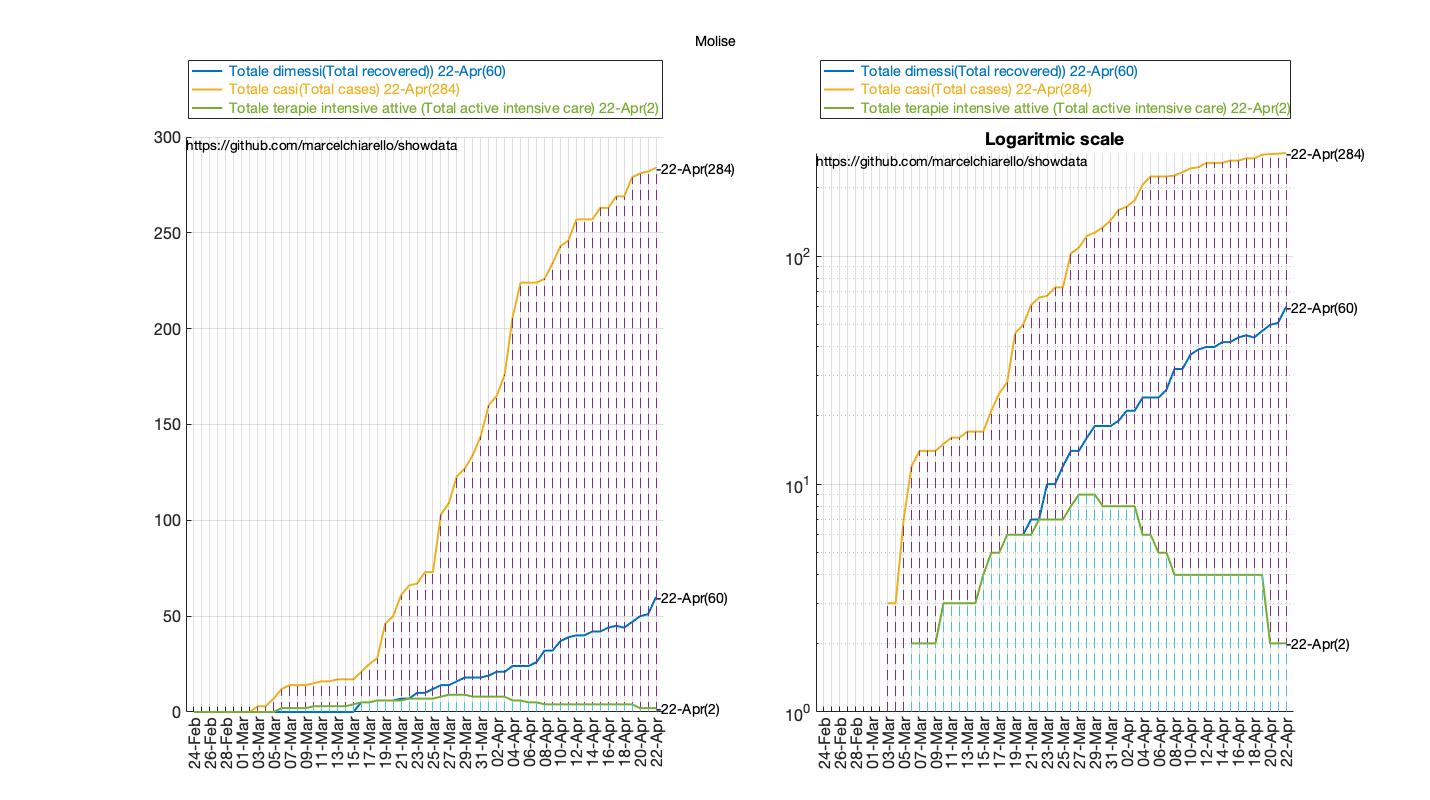 Molise
Totale dimessi(Total recovered)) 22-Apr(60)
Totale casi(Total cases) 22-Apr(284)
Totale terapie intensive attive (Total active intensive care) 22-Apr(2)
https://github.com/marcelchiarello/showdata
300
250
200
150
100
50
0
22-Apr(284)
22-Apr(60)
22-Apr(2)
24-Feb
26-Feb
28-Feb
01-Mar
03-Mar
05-Mar
07-Mar
09-Mar
11-Mar
13-Mar
15-Mar
17-Mar
19-Mar
21-Mar
23-Mar
25-Mar
27-Mar
29-Mar
31-Mar
02-Apr
04-Apr
06-Apr
08-Apr
10-Apr
12-Apr
14-Apr
16-Apr
18-Apr
20-Apr
22-Apr
Totale dimessi(Total recovered)) 22-Apr(60)
Totale casi(Total cases) 22-Apr(284)
Totale terapie intensive attive (Total active intensive care) 22-Apr(2)
Logaritmic scale
https://github.com/marcelchiarello/showdata
10²
10¹
10⁰
22-Apr(284)
22-Apr(60)
22-Apr(2)
24-Feb
26-Feb
28-Feb
01-Mar
03-Mar
05-Mar
07-Mar
09-Mar
11-Mar
13-Mar
15-Mar
17-Mar
19-Mar
21-Mar
23-Mar
25-Mar
27-Mar
29-Mar
31-Mar
02-Apr
04-Apr
06-Apr
08-Apr
10-Apr
12-Apr
14-Apr
16-Apr
18-Apr
20-Apr
22-Apr